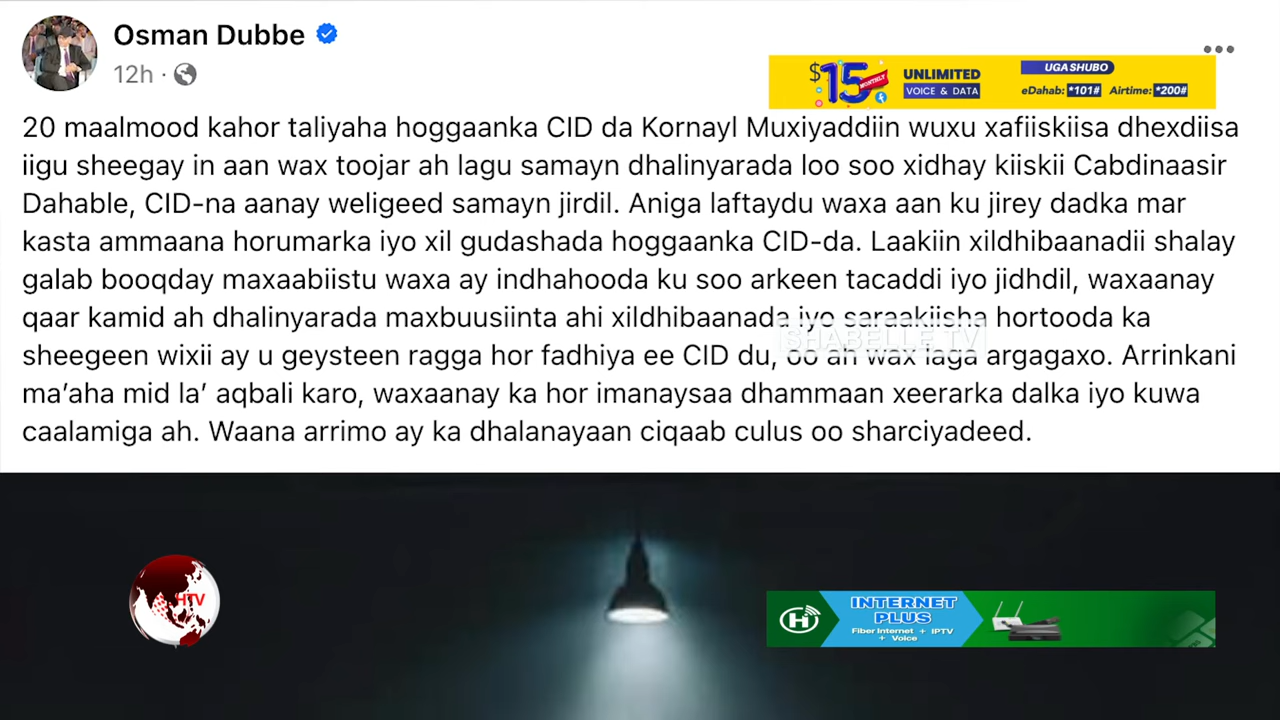 Osman Dubbe
12h ·
$15 MONTHLY
UNLIMITED
VOICE & DATA
UGA SHUBO
eDahab: *101# Airtime: *200#
20 maalmood kahor taliyaha hoggaanka CID da Kornayl Muxiyaddiin wuxu xafiiskiisa dhexdiisa
iigu sheegay in aan wax toojar ah lagu samayn dhalinyarada loo soo xidhay kiiskii Cabdinaasir
Dahable, CID-na aanay weligeed samayn jirdil. Aniga laftaydu waxa aan ku jirey dadka mar
kasta ammaana horumarka iyo xil gudashada hoggaanka CID-da. Laakiin xildhibaanadii shalay
galab booqday maxaabiistu waxa ay indhahooda ku soo arkeen tacaddi iyo jidhdil, waxaanay
qaar kamid ah dhalinyarada maxbuusiinta ahi xildhibaanada iyo saraakiisha hortooda ka
SHABELLE TV
sheegeen wixii ay u geysteen ragga hor fadhiya ee CID du, oo ah wax laga argagaxo. Arrinkani
ma’aha mid la’ aqbali karo, waxaanay ka hor imanaysaa dhammaan xeerarka dalka iyo kuwa
caalamiga ah. Waana arrimo ay ka dhalanayaan ciqaab culus oo sharciyadeed.
HTV
INTERNET
PLUS
Fiber Internet + IPTV
+ Voice